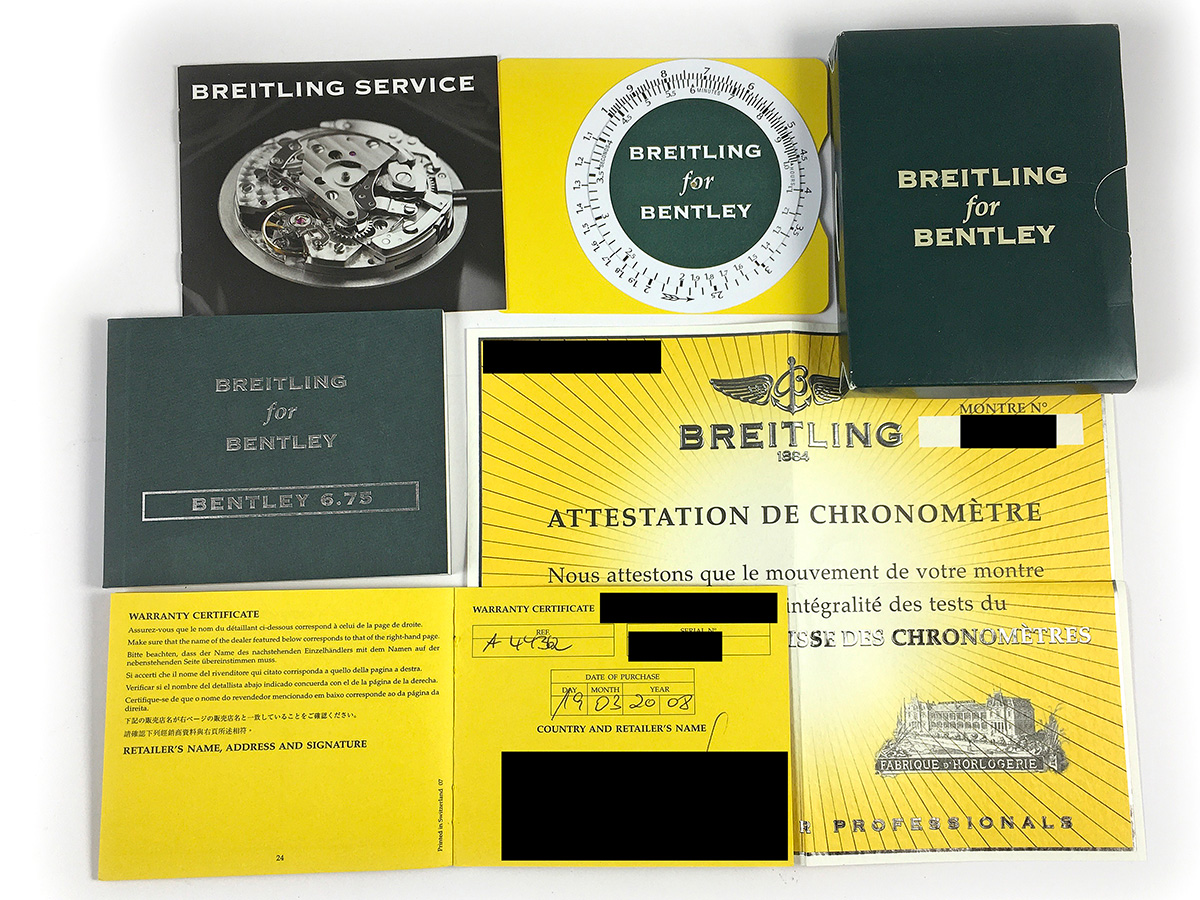 BREITLING SERVICE
BREITLING
for
BENTLEY
MINUTES
HOURS
SECONDS
BREITLING
for
BENTLEY
BREITLING
for
BENTLEY
BENTLEY 6.75
MONTRE N°
BREITLING
1884
ATTESTATION DE CHRONOMÈTRE
Nous attestons que le mouvement de votre montre
intégralité des tests du
SSE DES CHRONOMÈTRES
FABRIQUE D'HORLOGERIE
R PROFESSIONALS
WARRANTY CERTIFICATE
Assurez-vous que le nom du détaillant ci-dessous correspond à celui de la page de droite.
Make sure that the name of the dealer featured below corresponds to that of the right-hand page.
Bitte beachten, dass der Name des nachstehenden Einzelhändlers mit dem Namen auf der
nebenstehenden Seite übereinstimmen muss.
Si accerti che il nome del rivenditore qui citato corrisponda a quello della pagina a destra.
Verificar si el nombre del detallista abajo indicado concuerda con el de la página de la derecha.
Certifique-se de que o nome do revendedor mencionado em baixo corresponde ao da página da
direita.
下記の販売店名が右ページの販売店名と一致していることをご確認ください。
請確認下列經銷商資料與右頁所述相符。
RETAILER'S NAME, ADDRESS AND SIGNATURE
Printed in Switzerland 07
24
WARRANTY CERTIFICATE
REF.
SERIAL N°
A 44362
DATE OF PURCHASE
DAY MONTH YEAR
19 03 20 08
COUNTRY AND RETAILER'S NAME